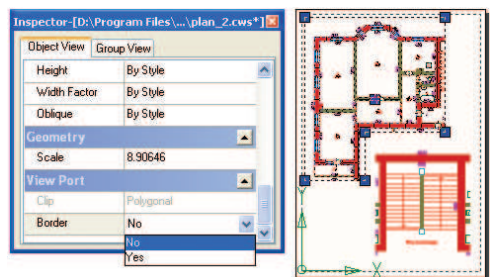 Inspector-[D:\Program Files\...\plan_2.cws*]
Object View Group View
Height By Style
Width Factor By Style
Oblique By Style
Geometry
Scale 8.90646
View Port
Clip Polygonal
Border No
No
Yes
Y
X